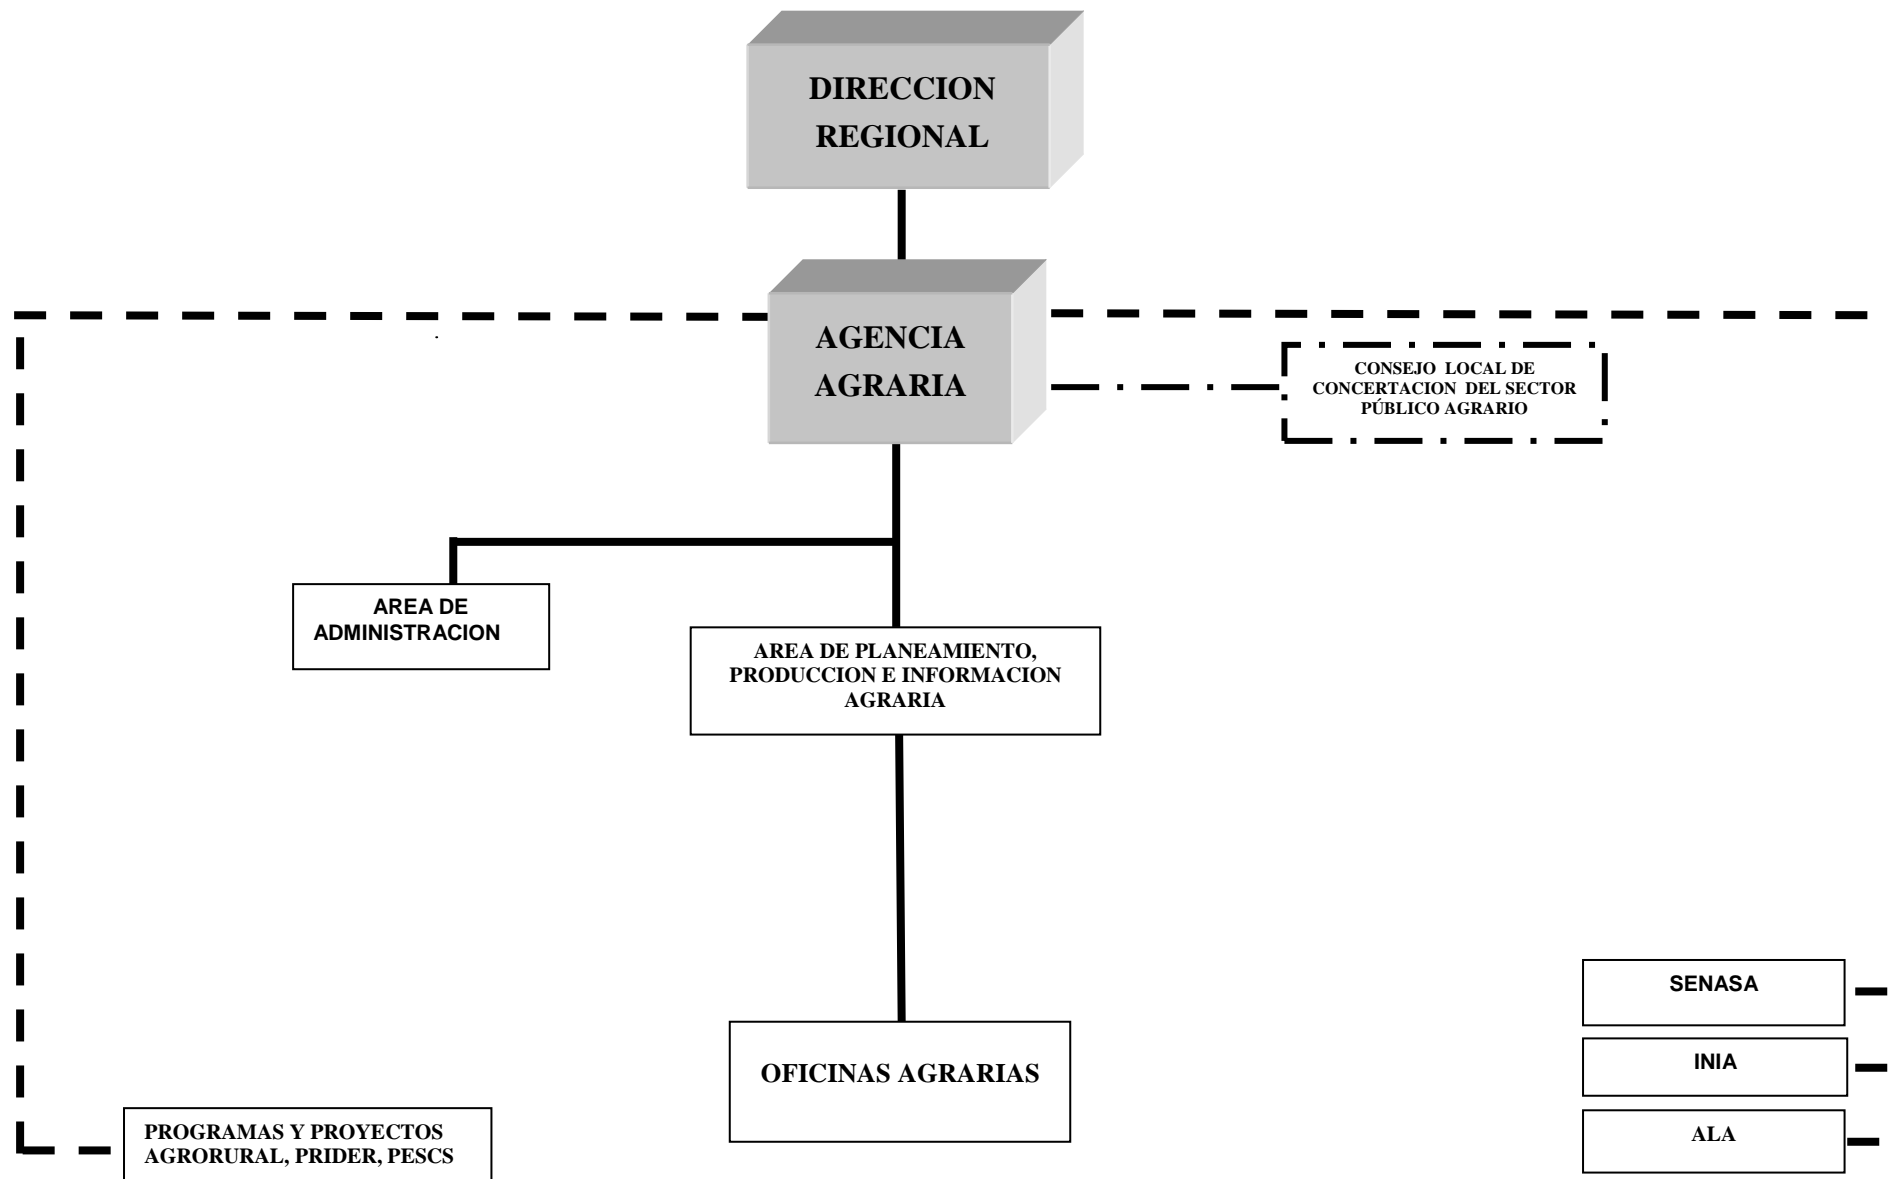 DIRECCION
REGIONAL
AGENCIA
AGRARIA
CONSEJO LOCAL DE
CONCERTACION DEL SECTOR
PÚBLICO AGRARIO
AREA DE
ADMINISTRACION
AREA DE PLANEAMIENTO,
PRODUCCION E INFORMACION
AGRARIA
SENASA
INIA
OFICINAS AGRARIAS
ALA
PROGRAMAS Y PROYECTOS
AGRORURAL, PRIDER, PESCS